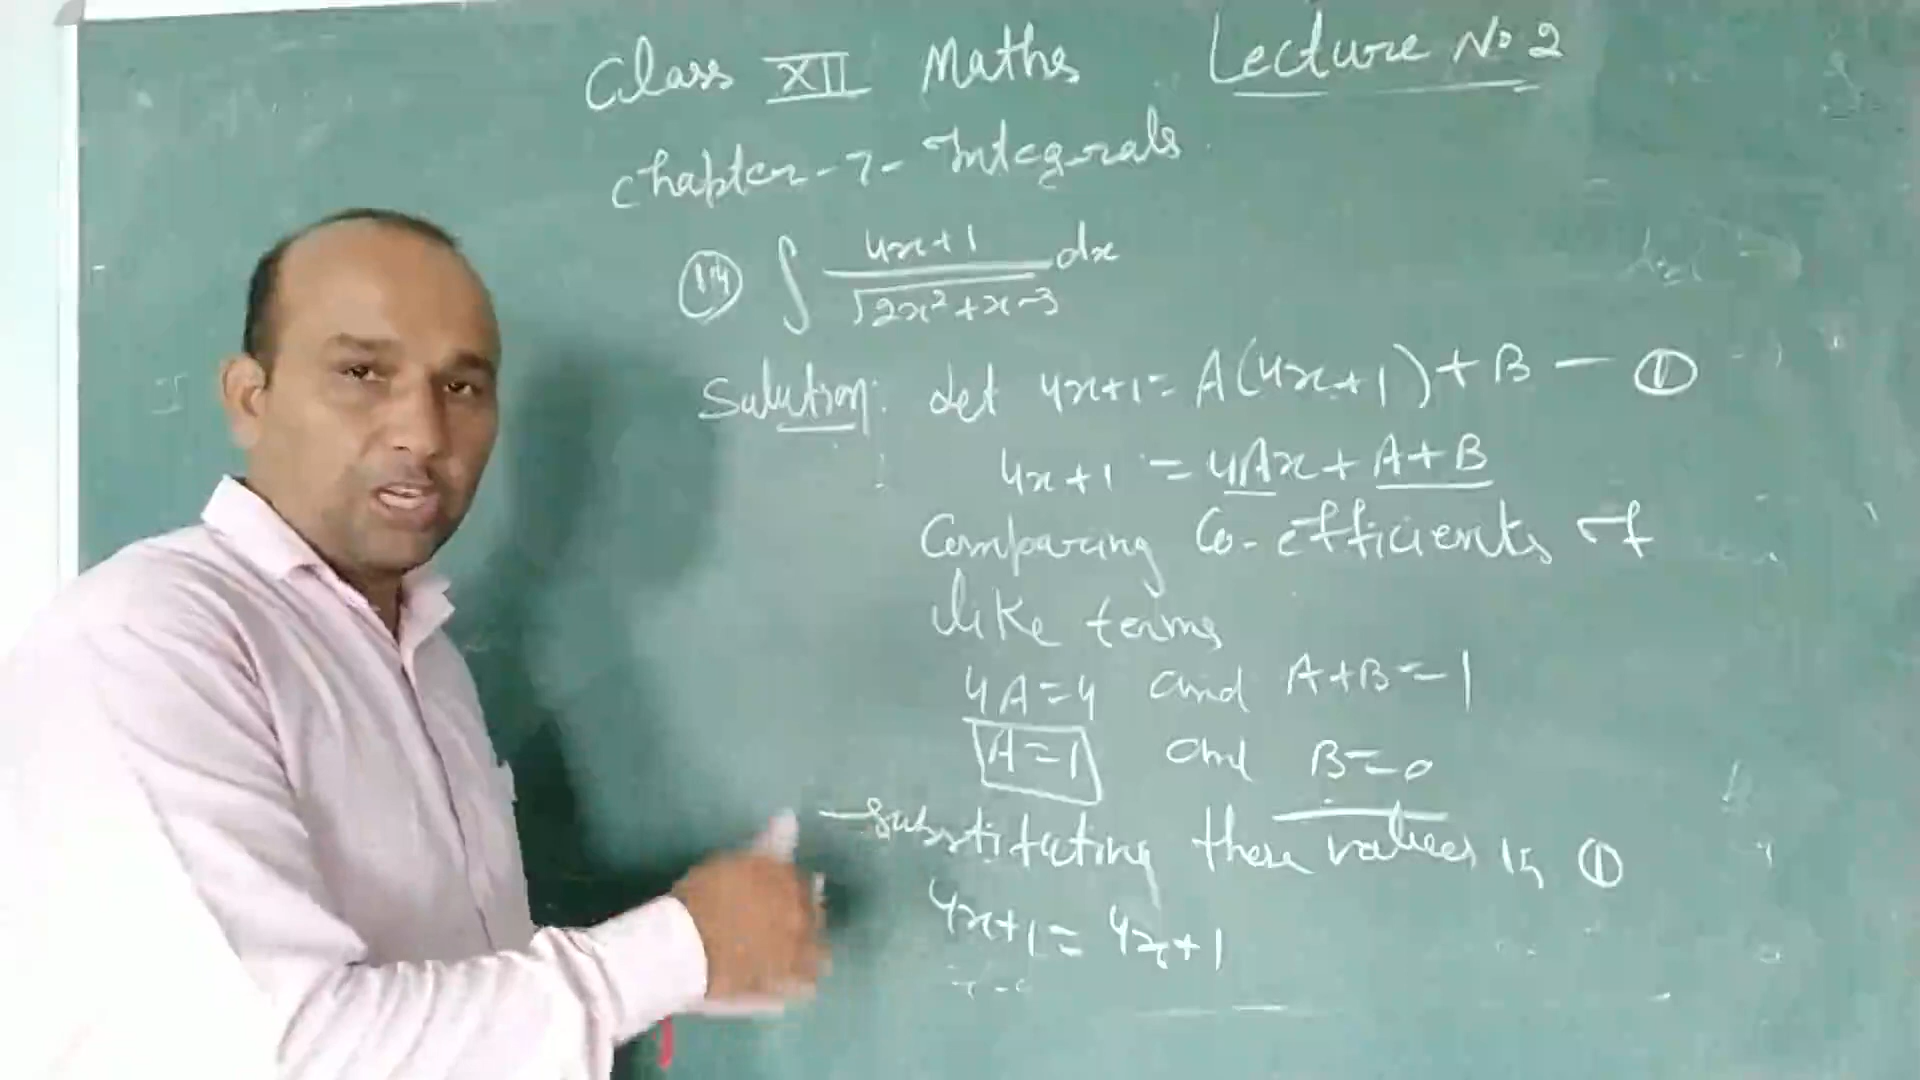 Class XII Maths Lecture No 2
Chapter-7-Integrals.
∫ 4x+1 / √2x²+x-3 dx
Solution: Let 4x+1 = A(4x+1)+B — ①
4x+1 = 4Ax + A+B
Comparing Co-efficients of
like terms
4A=4 and A+B=1
A=1 and B=0
Substituting these values in ①
4x+1 = 4x+1